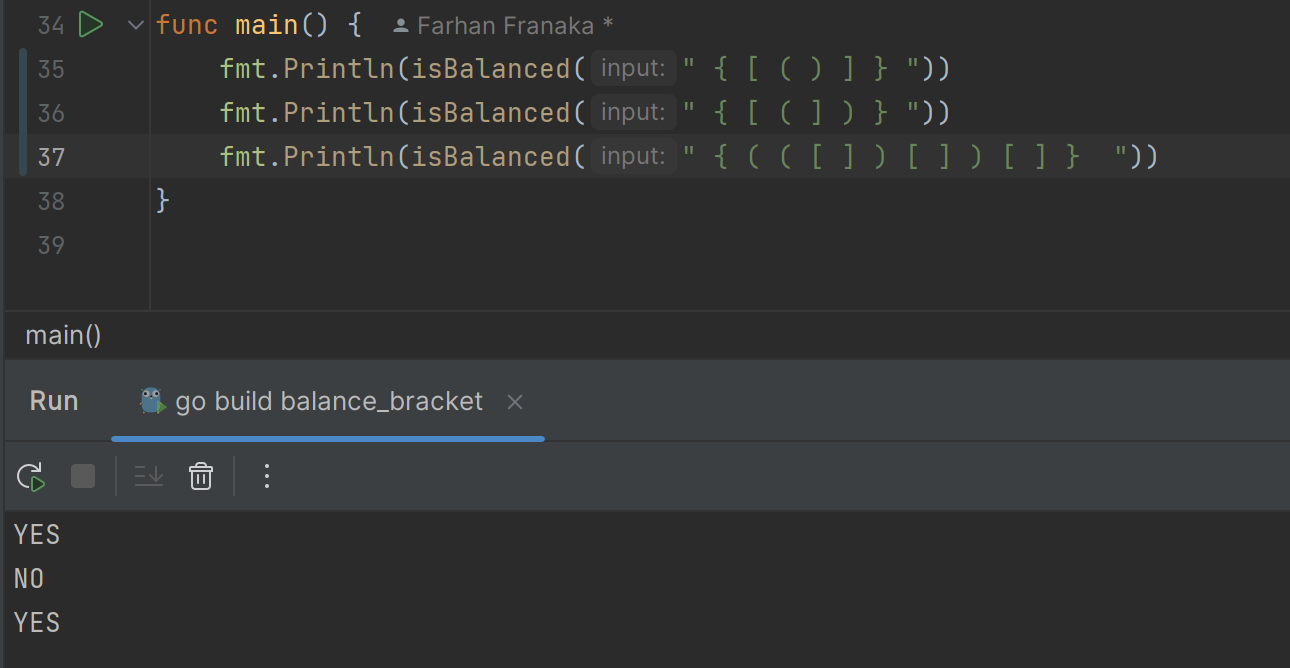 34 func main() { Farhan Franaka *
35 fmt.Println(isBalanced( input: " { [ ( ) ] } "))
36 fmt.Println(isBalanced( input: " { [ ( ] ) } "))
37 fmt.Println(isBalanced( input: " { ( ( [ ] ) [ ] ) [ ] }  "))
38 }
39
main()
Run go build balance_bracket
YES
NO
YES